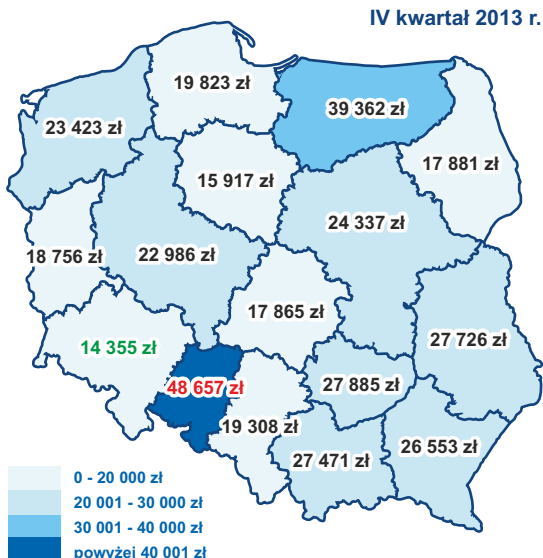 IV kwartał 2013 r.
19 823 zł
39 362 zł
23 423 zł
17 881 zł
15 917 zł
24 337 zł
18 756 zł
22 986 zł
17 865 zł
27 726 zł
14 355 zł
48 657 zł
27 885 zł
19 308 zł
26 553 zł
27 471 zł
0 - 20 000 zł
20 001 - 30 000 zł
30 001 - 40 000 zł
powyżej 40 001 zł